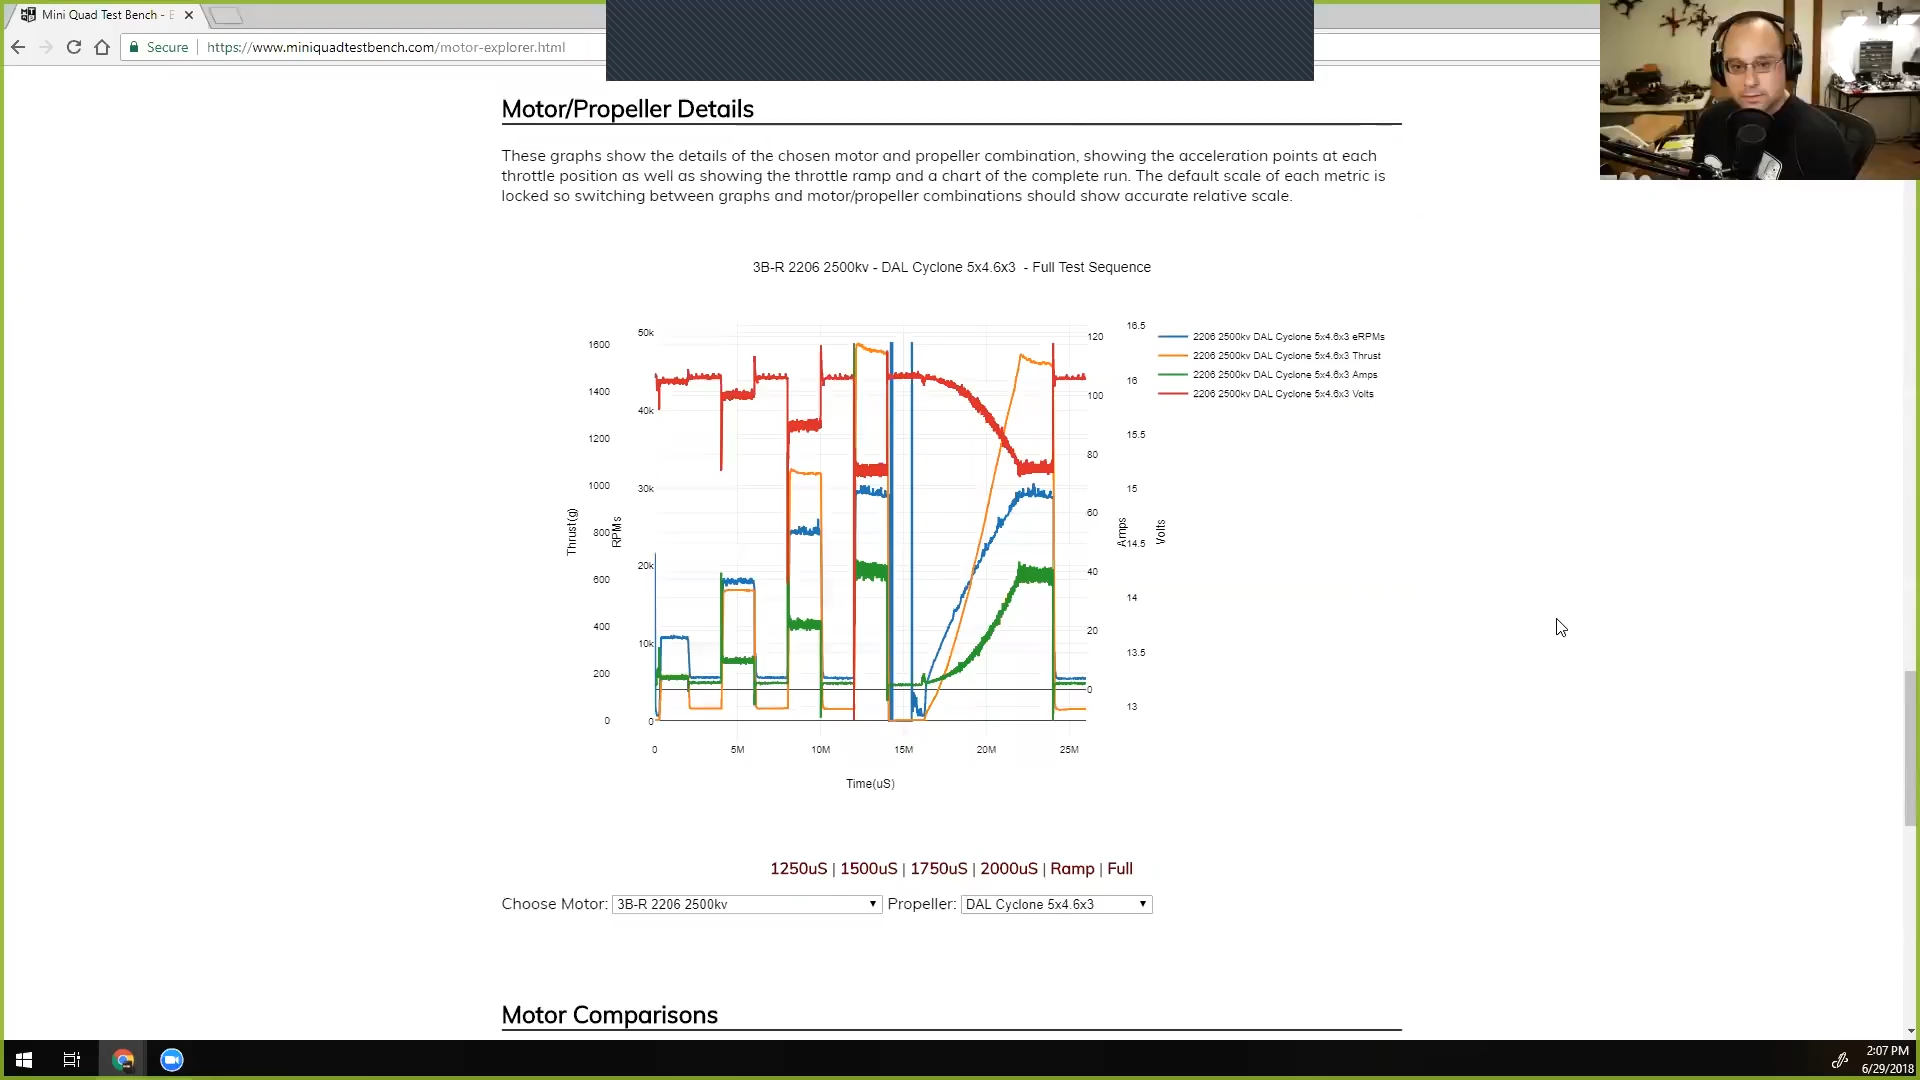 Mini Quad Test Bench - E
Secure
https://www.miniquadtestbench.com/motor-explorer.html
Motor/Propeller Details
These graphs show the details of the chosen motor and propeller combination, showing the acceleration points at each
throttle position as well as showing the throttle ramp and a chart of the complete run. The default scale of each metric is
locked so switching between graphs and motor/propeller combinations should show accurate relative scale.
3B-R 2206 2500kv - DAL Cyclone 5x4.6x3 - Full Test Sequence
2206 2500kv DAL Cyclone 5x4.6x3 eRPMs
2206 2500kv DAL Cyclone 5x4.6x3 Thrust
2206 2500kv DAL Cyclone 5x4.6x3 Amps
2206 2500kv DAL Cyclone 5x4.6x3 Volts
Thrust(g)
1600
1400
1200
1000
800
600
400
200
0
RPMs
50k
40k
30k
20k
10k
0
Amps
120
100
80
60
40
20
0
Volts
16.5
16
15.5
15
14.5
14
13.5
13
0 5M 10M 15M 20M 25M
Time(uS)
1250uS | 1500uS | 1750uS | 2000uS | Ramp | Full
Choose Motor: 3B-R 2206 2500kv Propeller: DAL Cyclone 5x4.6x3
Motor Comparisons
2:07 PM
6/29/2018